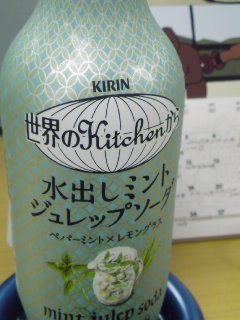 KIRIN
世界のKitchenから
水出しミント
ジュレップソーダ
ペパーミント×レモングラス
mint julep soda